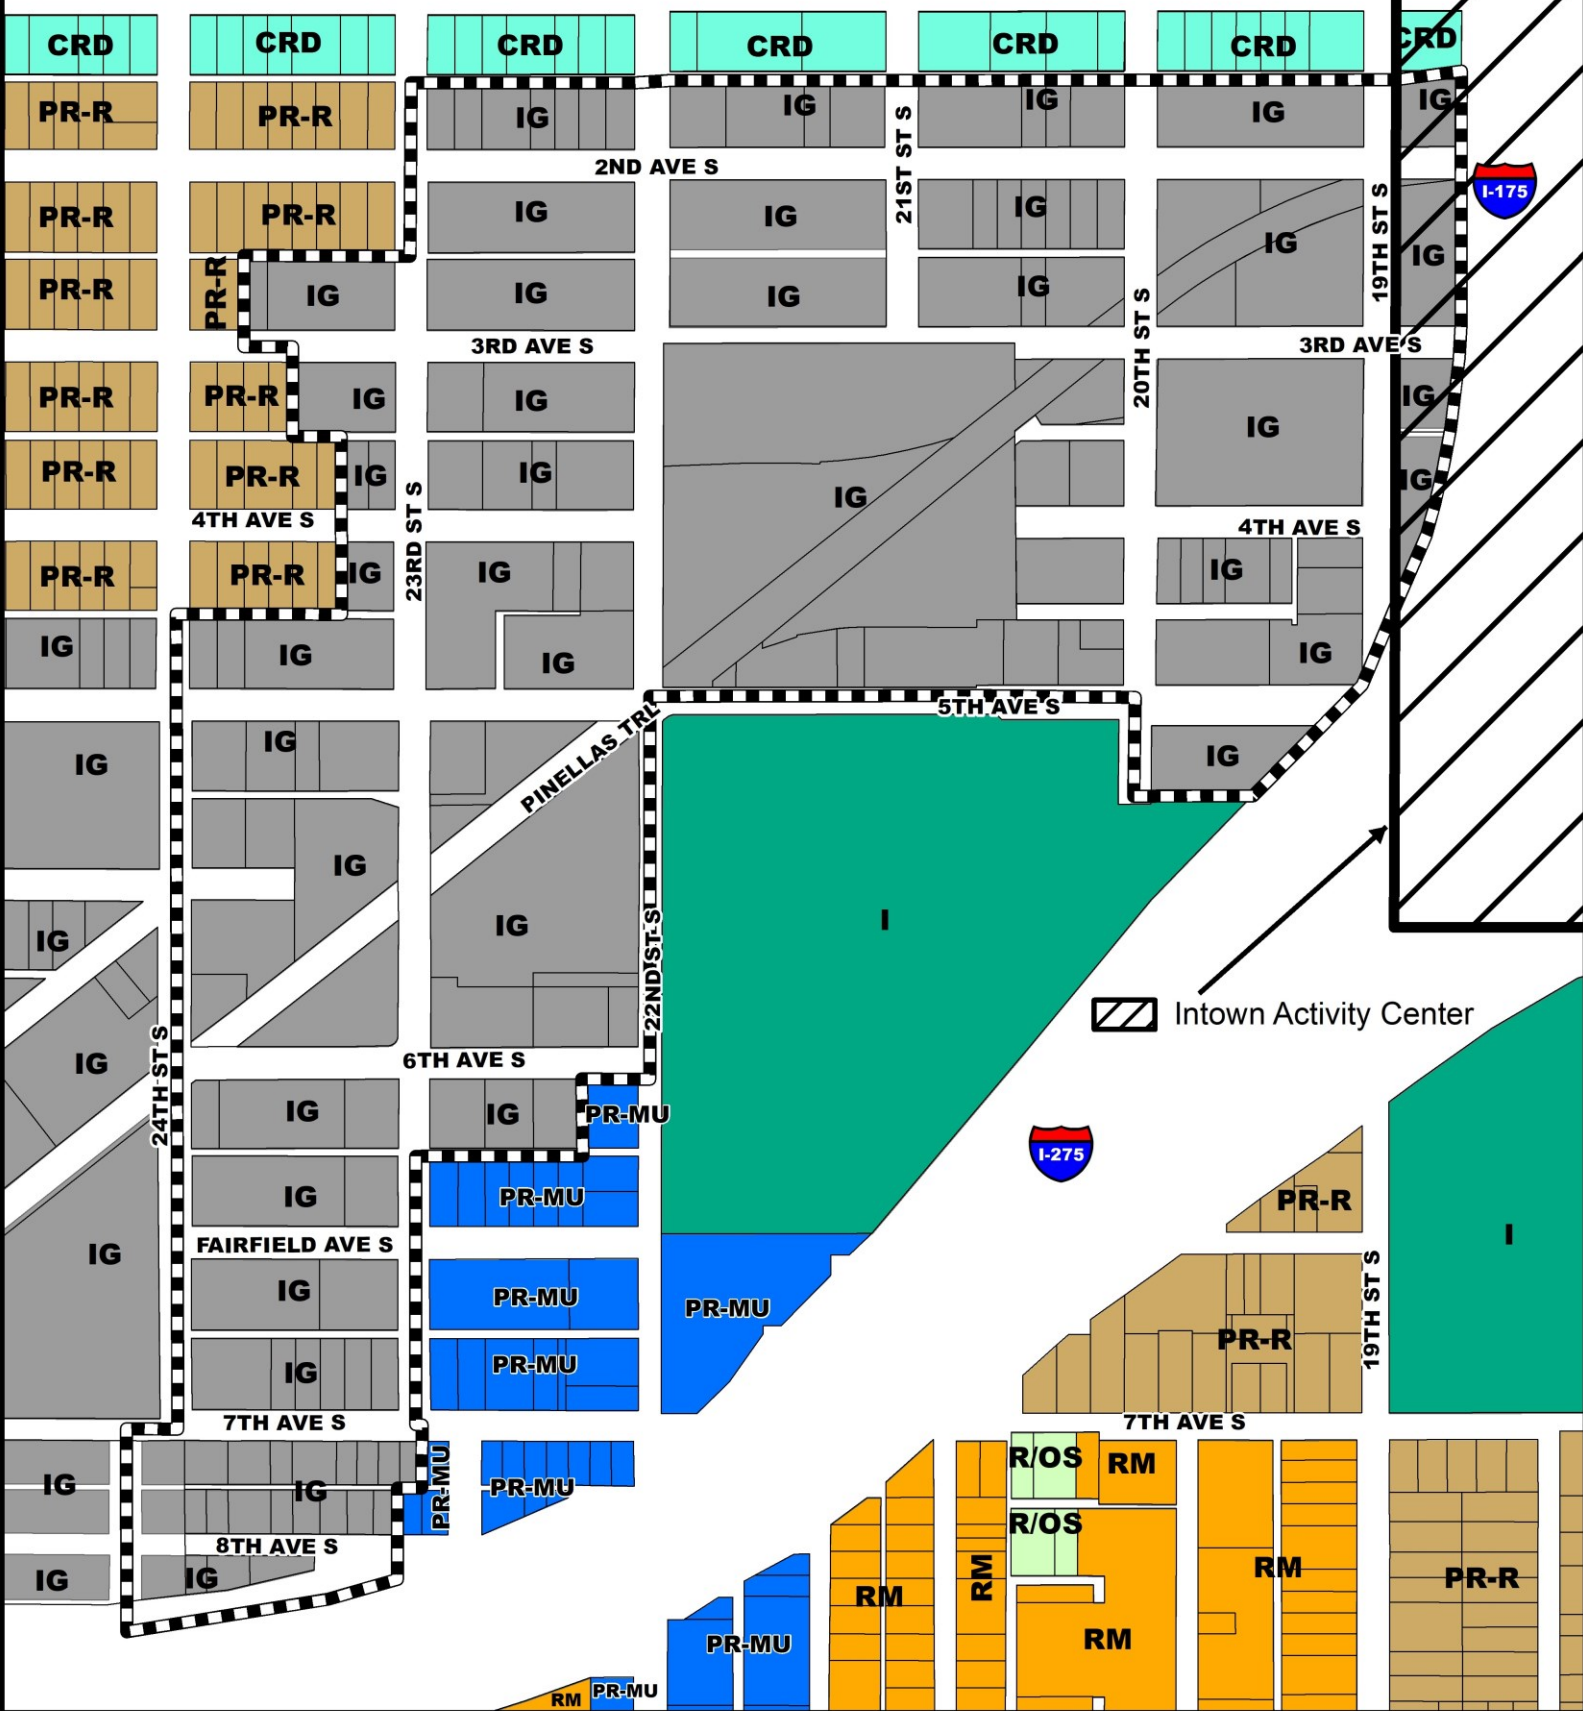 CRD
CRD
CRD
CRD
CRD
CRD
CRD
PR-R
PR-R
IG
IG
IG
IG
IG
2ND AVE S
21ST ST S
19TH ST S
I-175
PR-R
PR-R
IG
IG
IG
IG
IG
PR-R
PR-R
IG
IG
IG
IG
20TH ST S
3RD AVE S
3RD AVE S
PR-R
PR-R
IG
IG
IG
IG
PR-R
PR-R
IG
IG
IG
IG
4TH AVE S
23RD ST S
4TH AVE S
PR-R
PR-R
IG
IG
IG
IG
IG
IG
IG
5TH AVE S
PINELLAS TRL
IG
IG
IG
IG
IG
IG
I
22ND ST S
Intown Activity Center
24TH ST S
IG
6TH AVE S
IG
IG
PR-MU
I-275
IG
PR-MU
PR-R
I
FAIRFIELD AVE S
IG
IG
PR-MU
PR-MU
19TH ST S
PR-R
IG
PR-MU
7TH AVE S
7TH AVE S
IG
IG
PR-MU
PR-MU
R/OS
RM
R/OS
8TH AVE S
IG
IG
RM
RM
RM
PR-R
PR-MU
RM
RM
PR-MU